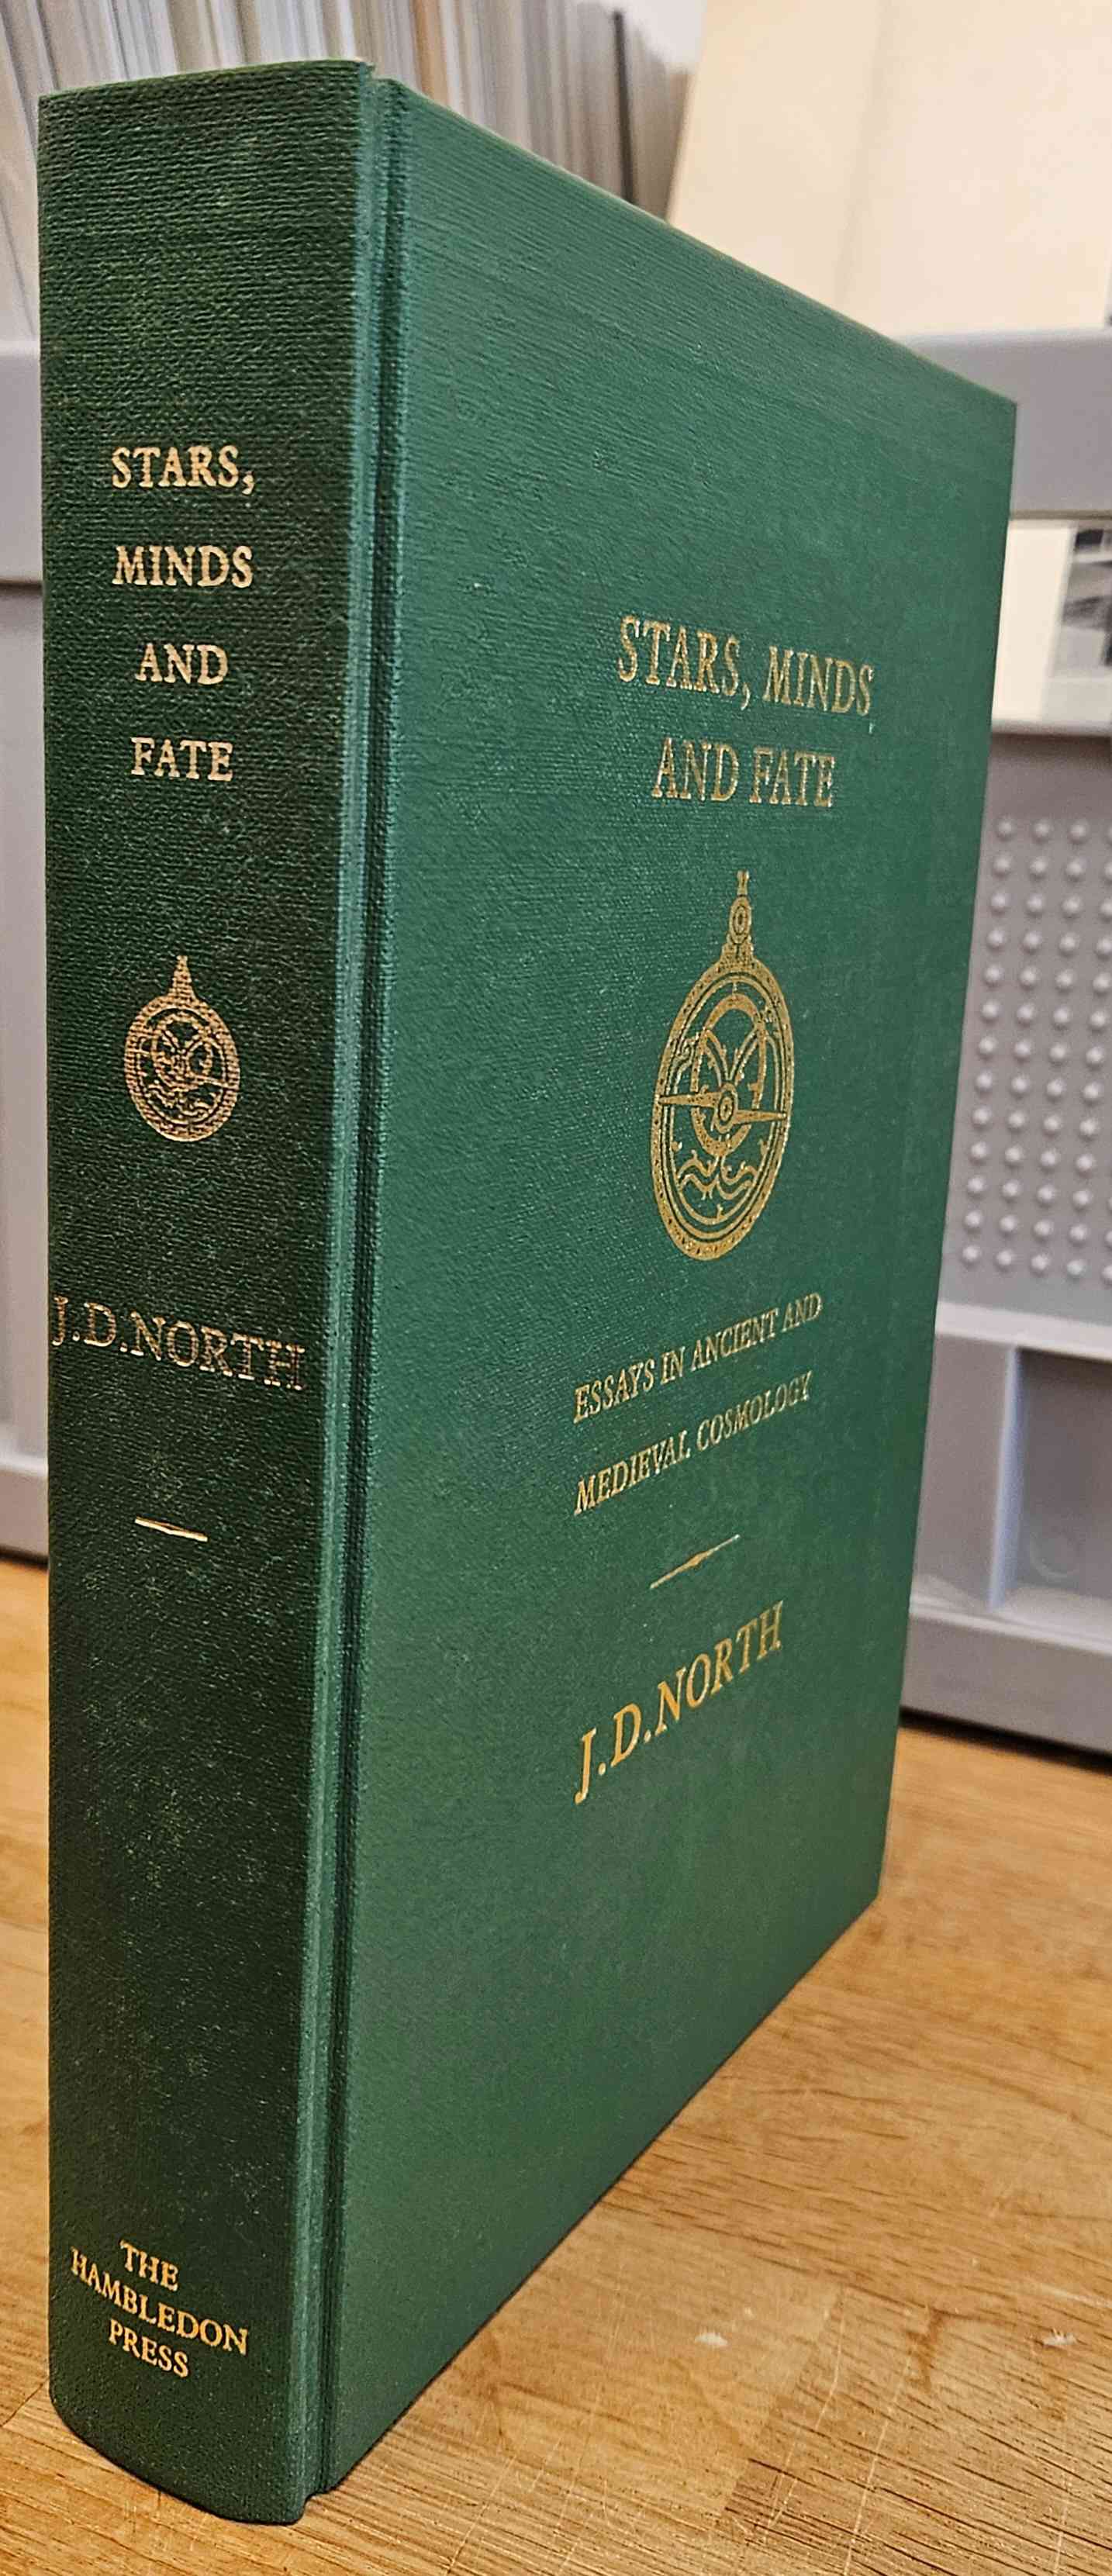 STARS,
MINDS
AND
FATE
J.D.NORTH
THE
HAMBLEDON
PRESS
STARS, MINDS
AND FATE
ESSAYS IN ANCIENT AND
MEDIEVAL COSMOLOGY
J.D.NORTH